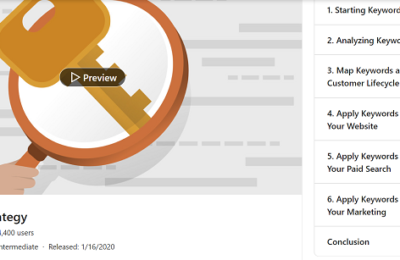 Preview
ategy
,400 users
ntermediate · Released: 1/16/2020
1. Starting Keyword
2. Analyzing Keywo
3. Map Keywords a
Customer Lifecycle
4. Apply Keywords
Your Website
5. Apply Keywords
Your Paid Search
6. Apply Keywords
Your Marketing
Conclusion